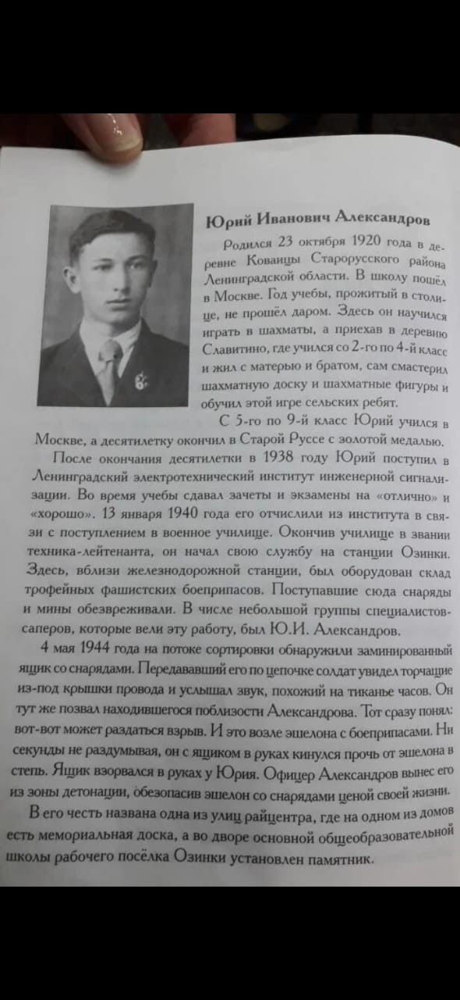 Юрий Иванович Александров
Родился 23 октября 1920 года в де-
ревне Коваицы Старорусского района
Ленинградской области. В школу пошёл
в Москве. Год учебы, прожитый в столи-
це, не прошёл даром. Здесь он научился
играть в шахматы, а приехав в деревню
Славитино, где учился со 2-го по 4-й класс
и жил с матерью и братом, сам смастерил
шахматную доску и шахматные фигуры и
обучил этой игре сельских ребят.
С 5-го по 9-й класс Юрий учился в
Москве, а десятилетку окончил в Старой Руссе с золотой медалью.
После окончания десятилетки в 1938 году Юрий поступил в
Ленинградский электротехнический институт инженерной сигнали-
зации. Во время учебы сдавал зачеты и экзамены на «отлично» и
«хорошо». 13 января 1940 года его отчислили из института в свя-
зи с поступлением в военное училище. Окончив училище в звании
техника-лейтенанта, он начал свою службу на станции Озинки.
Здесь, вблизи железнодорожной станции, был оборудован склад
трофейных фашистских боеприпасов. Поступавшие сюда снаряды
и мины обезвреживали. В числе небольшой группы специалистов-
саперов, которые вели эту работу, был Ю.И. Александров.
4 мая 1944 года на потоке сортировки обнаружили заминированный
ящик со снарядами. Передававший его по цепочке солдат увидел торчащие
из-под крышки провода и услышал звук, похожий на тиканье часов. Он
тут же позвал находившегося поблизости Александрова. Тот сразу понял:
вот-вот может раздаться взрыв. И это возле эшелона с боеприпасами. Ни
секунды не раздумывая, он с ящиком в руках кинулся прочь от эшелона в
степь. Ящик взорвался в руках у Юрия. Офицер Александров вынес его
из зоны детонации, обезопасив эшелон со снарядами ценой своей жизни.
В его честь названа одна из улиц райцентра, где на одном из домов
есть мемориальная доска, а во дворе основной общеобразовательной
школы рабочего посёлка Озинки установлен памятник.